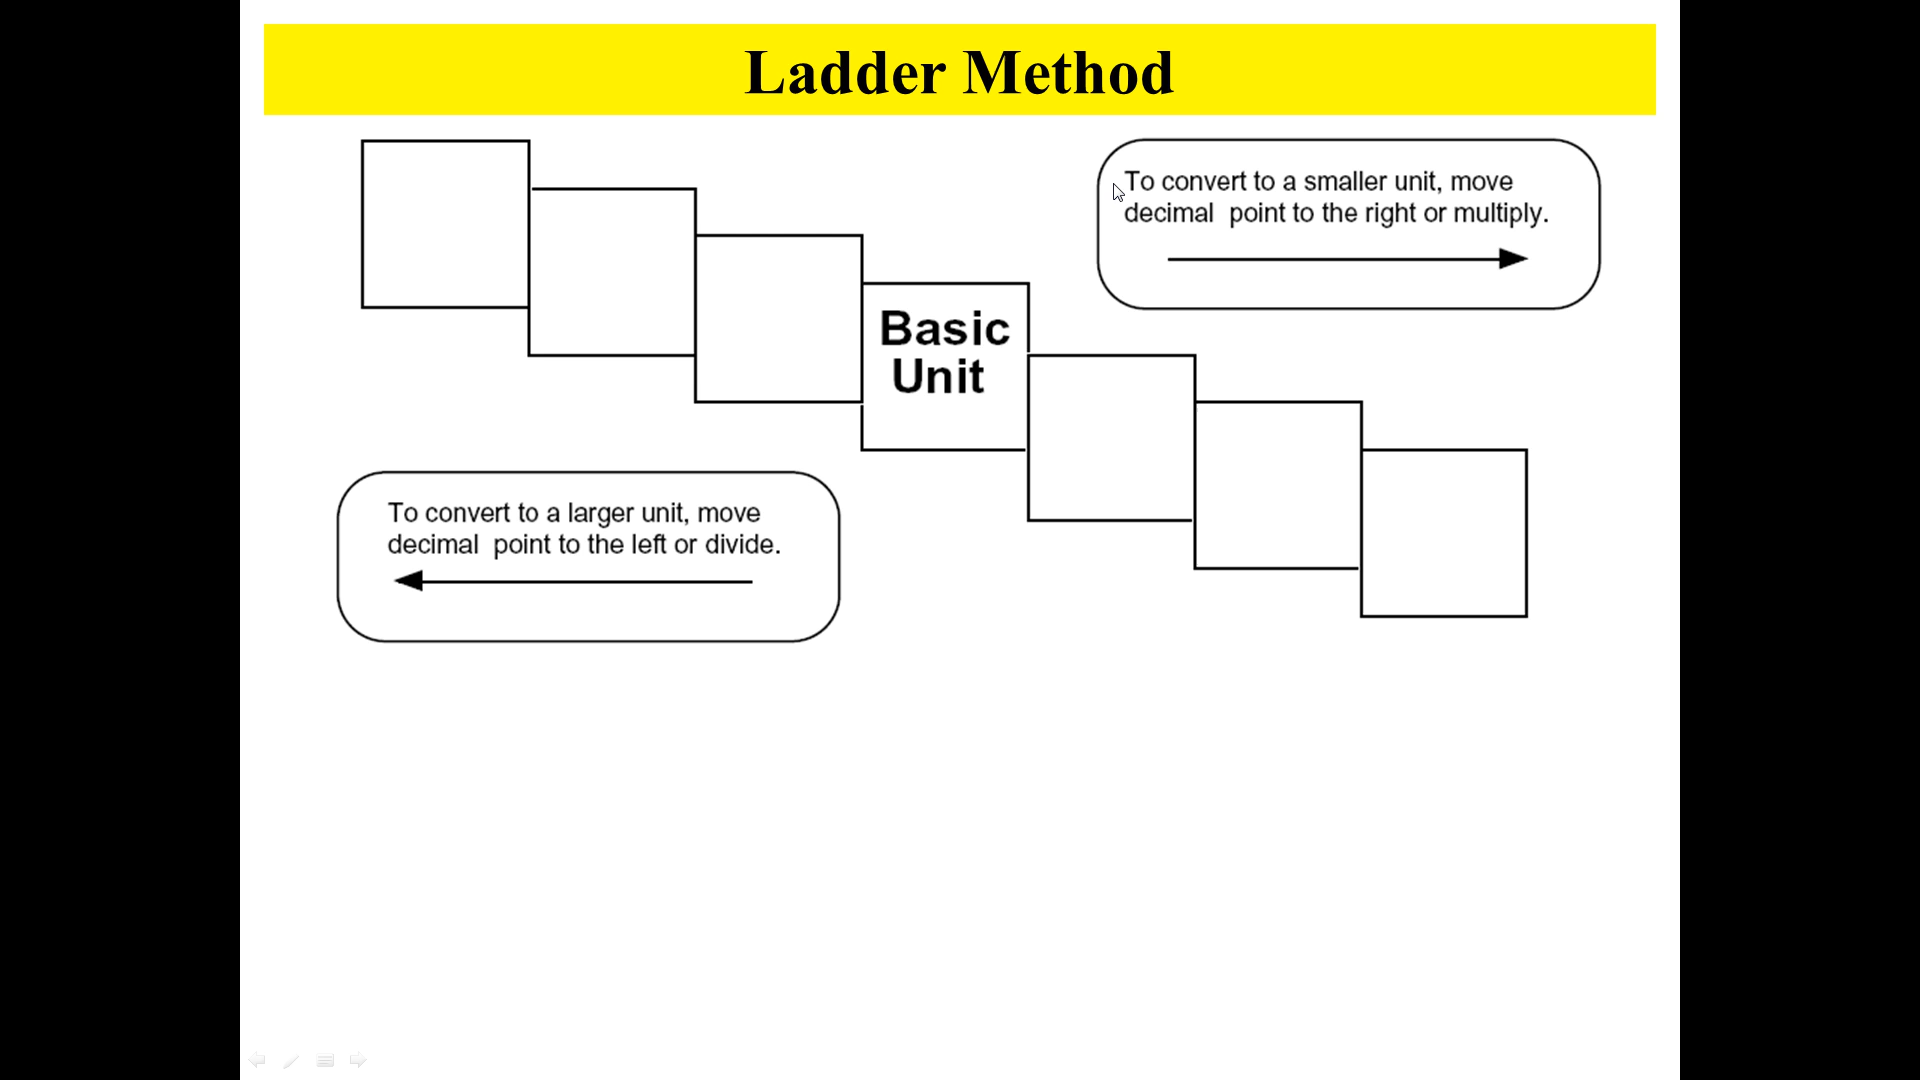 Ladder Method
To convert to a smaller unit, move
decimal  point to the right or multiply.
Basic
Unit
To convert to a larger unit, move
decimal  point to the left or divide.